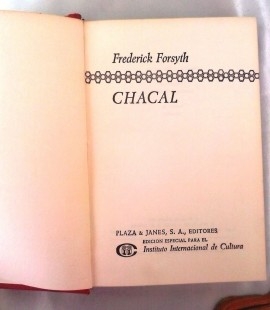 Frederick Forsyth
CHACAL
PLAZA & JANES, S. A., EDITORES
EDICION ESPECIAL PARA EL
Instituto Internacional de Cultura